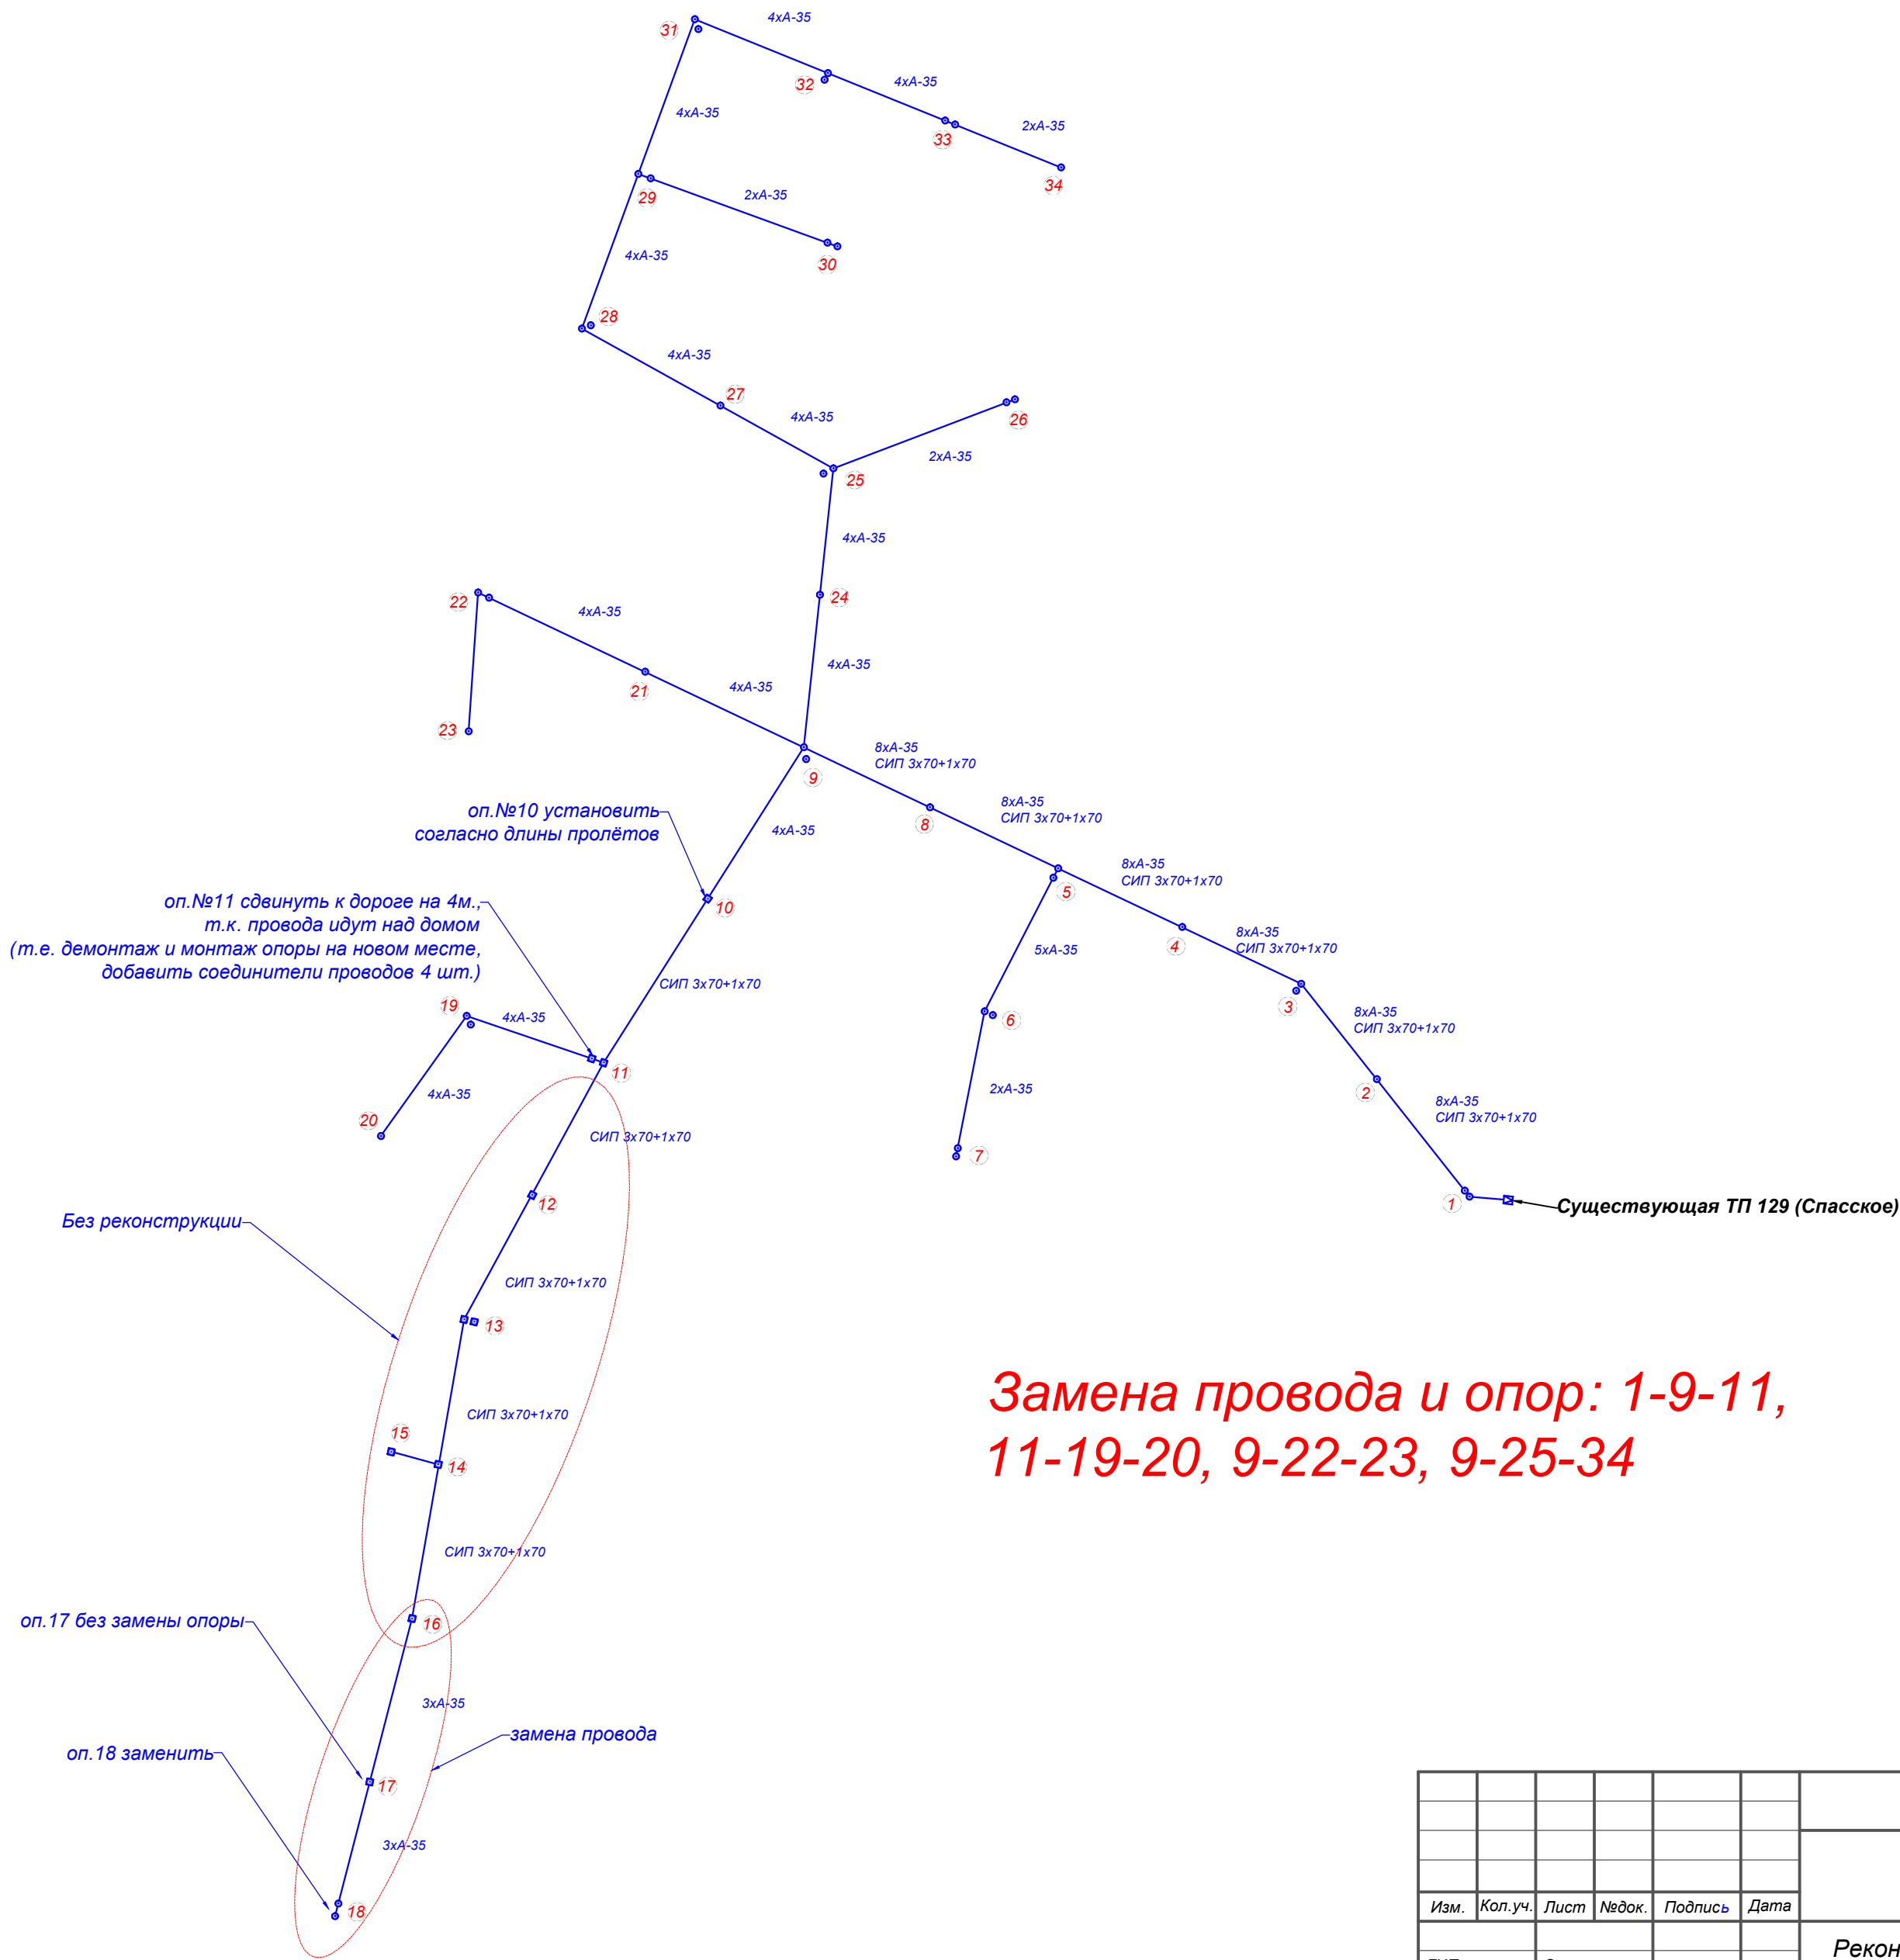 31
4хА-35
32
4хА-35
4хА-35
33
2хА-35
34
29
2хА-35
30
4хА-35
28
4хА-35
27
4хА-35
26
2хА-35
25
4хА-35
24
22
4хА-35
4хА-35
21
4хА-35
23
9
8хА-35
СИП 3х70+1х70
8
8хА-35
СИП 3х70+1х70
оп.№10 установить
согласно длины пролётов
4хА-35
5
8хА-35
СИП 3х70+1х70
оп.№11 сдвинуть к дороге на 4м.,
т.к. провода идут над домом
(т.е. демонтаж и монтаж опоры на новом месте,
добавить соединители проводов 4 шт.)
10
4
8хА-35
СИП 3х70+1х70
5хА-35
СИП 3х70+1х70
3
8хА-35
СИП 3х70+1х70
19
4хА-35
6
11
2
4хА-35
2хА-35
8хА-35
СИП 3х70+1х70
20
СИП 3х70+1х70
7
12
1
Существующая ТП 129 (Спасское)
Без реконструкции
СИП 3х70+1х70
13
СИП 3х70+1х70
15
14
Замена провода и опор: 1-9-11,
11-19-20, 9-22-23, 9-25-34
СИП 3х70+1х70
оп.17 без замены опоры
16
3хА-35
замена провода
оп.18 заменить
17
3хА-35
18
Изм. Кол.уч. Лист №док. Подпись Дата